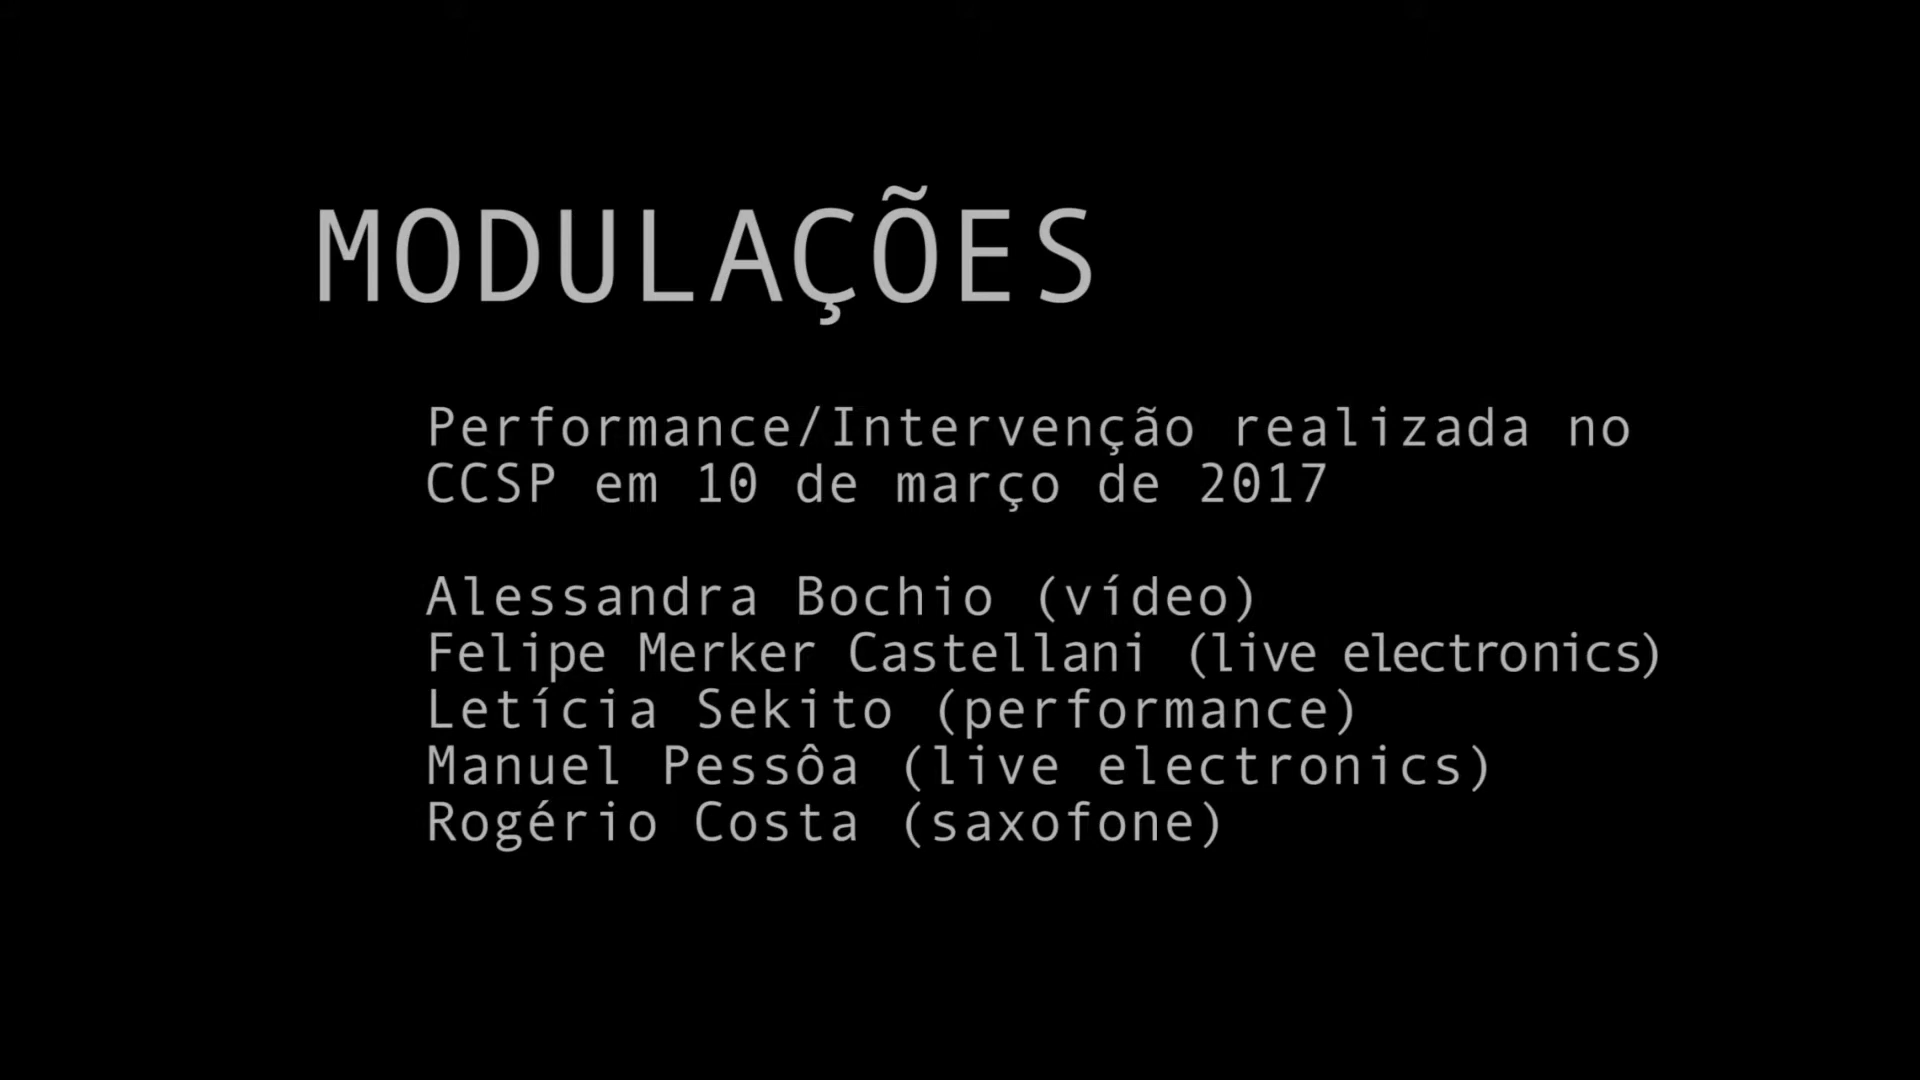 MODULAÇÕES
Performance/Intervenção realizada no
CCSP em 10 de março de 2017
Alessandra Bochio (vídeo)
Felipe Merker Castellani (live electronics)
Letícia Sekito (performance)
Manuel Pessôa (live electronics)
Rogério Costa (saxofone)